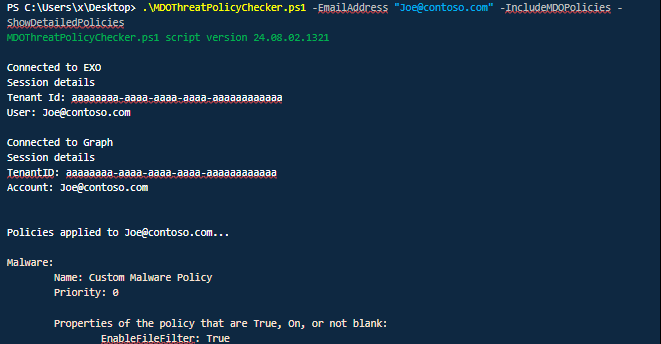 PS C:\Users\x\Desktop> .\MDOThreatPolicyChecker.ps1 -EmailAddress "Joe@contoso.com" -IncludeMDOPolicies -
ShowDetailedPolicies
MDOThreatPolicyChecker.ps1 script version 24.08.02.1321
Connected to EXO
Session details
Tenant Id: aaaaaaaa-aaaa-aaaa-aaaa-aaaaaaaaaaaa
User: Joe@contoso.com
Connected to Graph
Session details
TenantID: aaaaaaaa-aaaa-aaaa-aaaa-aaaaaaaaaaaa
Account: Joe@contoso.com
Policies applied to Joe@contoso.com...
Malware:
Name: Custom Malware Policy
Priority: 0
Properties of the policy that are True, On, or not blank:
EnableFileFilter: True